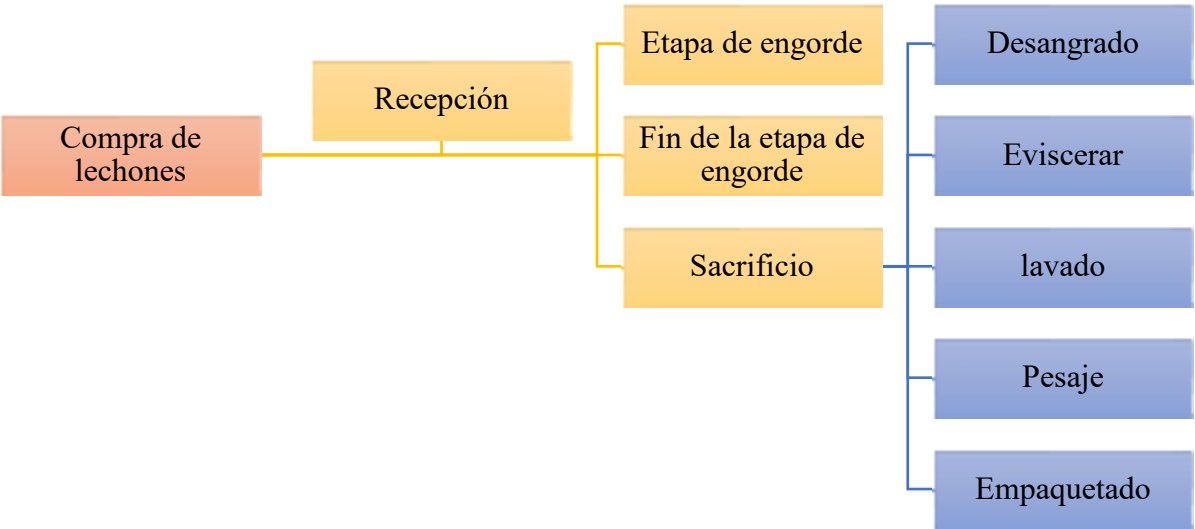 Compra de
lechones
Recepción
Etapa de engorde
Fin de la etapa de
engorde
Sacrificio
Desangrado
Eviscerar
lavado
Pesaje
Empaquetado